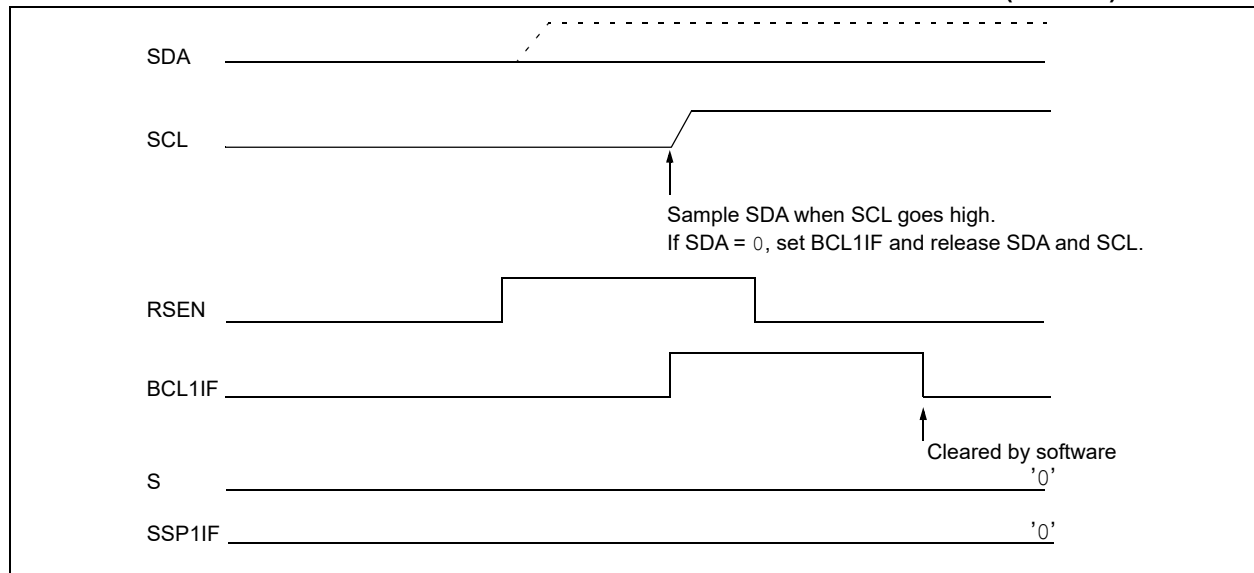 SDA
SCL
Sample SDA when SCL goes high.
If SDA = 0, set BCL1IF and release SDA and SCL.
RSEN
BCL1IF
Cleared by software
S
'0'
SSP1IF
'0'